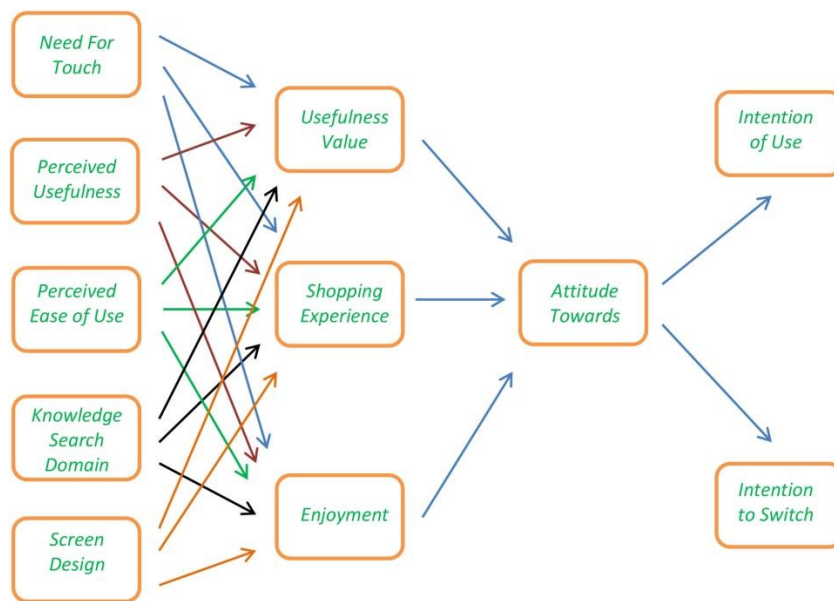 Need For
Touch
Perceived
Usefulness
Perceived
Ease of Use
Knowledge
Search
Domain
Screen
Design
Usefulness
Value
Shopping
Experience
Enjoyment
Attitude
Towards
Intention
of Use
Intention
to Switch